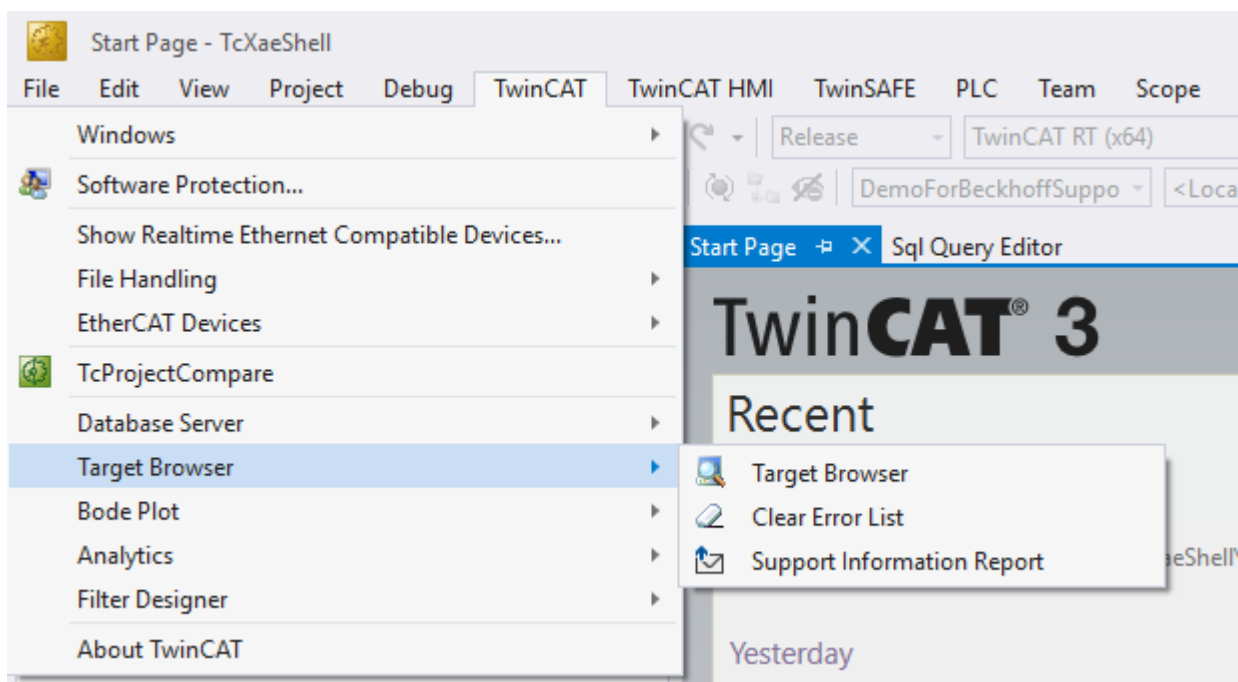 Start Page - TcXaeShell
File Edit View Project Debug TwinCAT TwinCAT HMI TwinSAFE PLC Team Scope
Windows
Release TwinCAT RT (x64)
Software Protection...
DemoForBeckhoffSuppo <Loca
Show Realtime Ethernet Compatible Devices...
Start Page Sql Query Editor
File Handling
EtherCAT Devices
TwinCAT® 3
TcProjectCompare
Recent
Database Server
Target Browser
Target Browser
Bode Plot
Clear Error List
Analytics
Support Information Report
aeShell\
Filter Designer
About TwinCAT
Yesterday